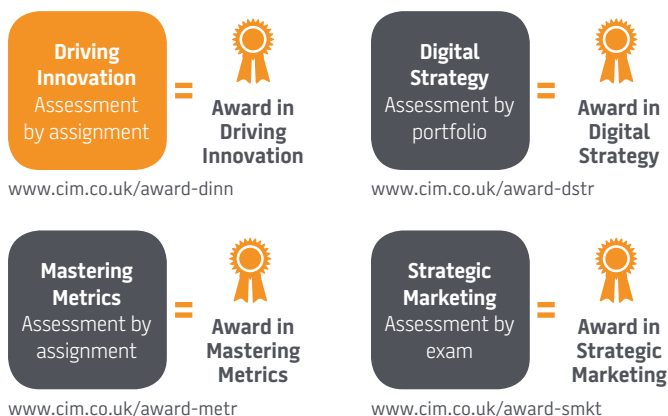 Driving
Innovation
Assessment
by assignment
=
Award in
Driving
Innovation
www.cim.co.uk/award-dinn
Digital
Strategy
Assessment by
portfolio
=
Award in
Digital
Strategy
www.cim.co.uk/award-dstr
Mastering
Metrics
Assessment by
assignment
=
Award in
Mastering
Metrics
www.cim.co.uk/award-metr
Strategic
Marketing
Assessment by
exam
=
Award in
Strategic
Marketing
www.cim.co.uk/award-smkt